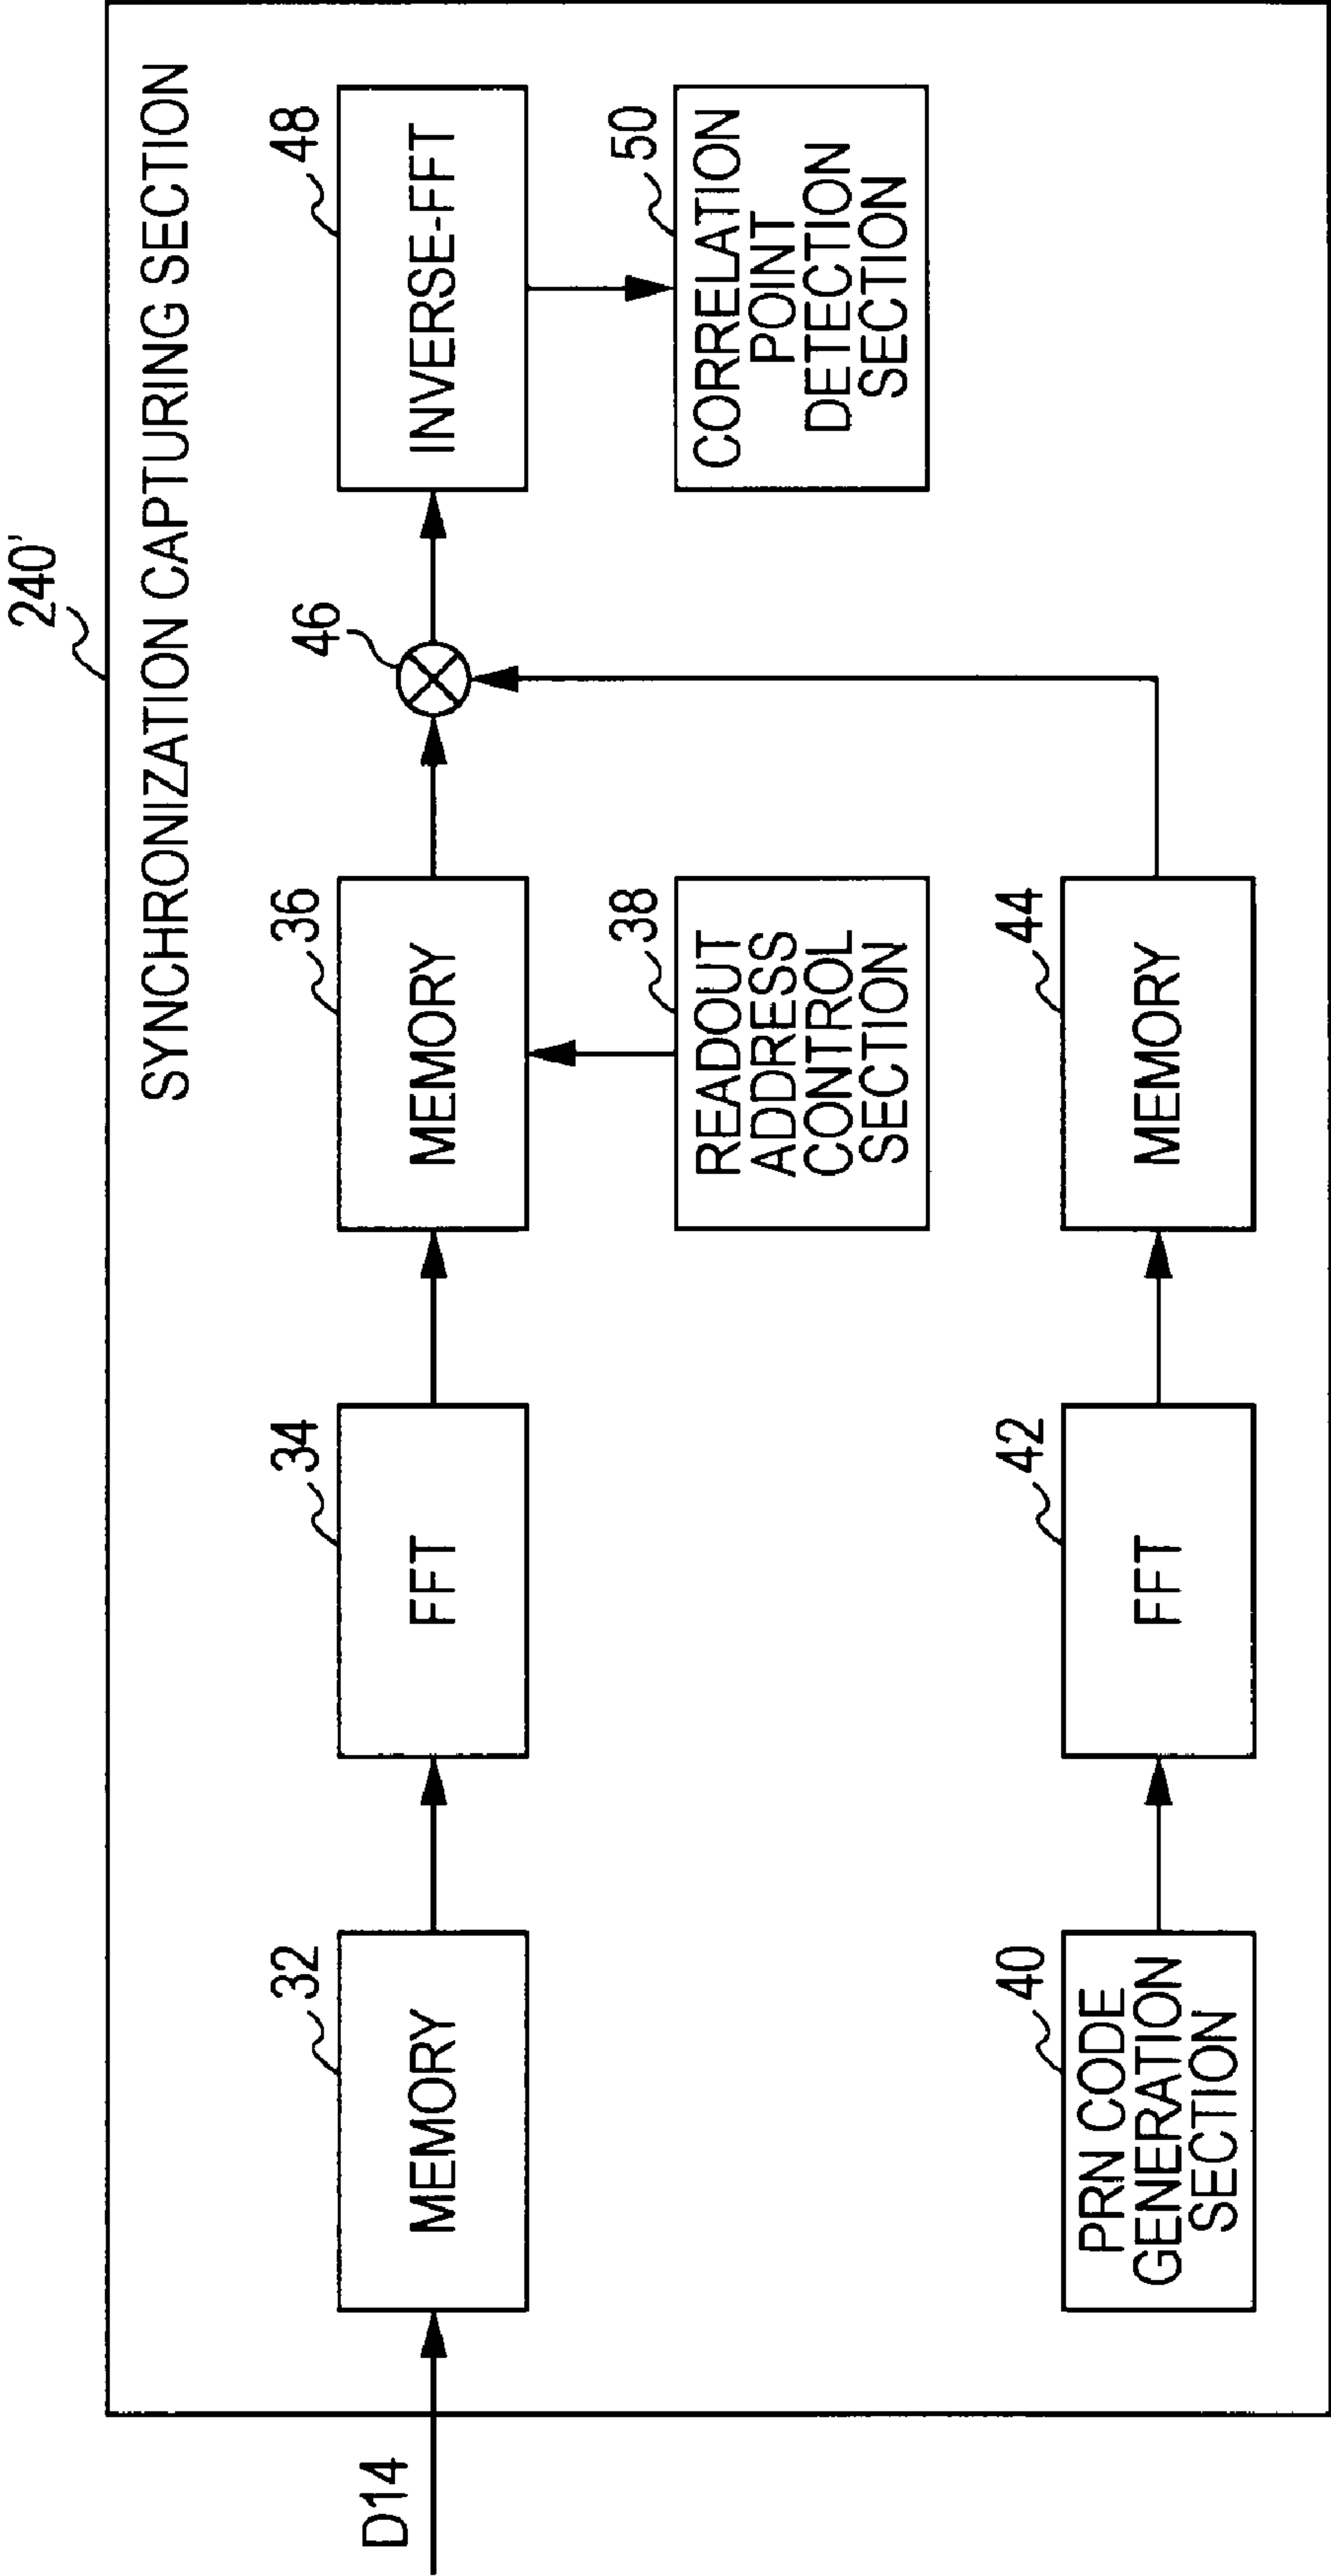 240'
SYNCHRONIZATION CAPTURING SECTION
D14
32
MEMORY
34
FFT
36
MEMORY
46
48
INVERSE-FFT
38
READOUT
ADDRESS
CONTROL
SECTION
50
CORRELATION
POINT
DETECTION
SECTION
40
PRN CODE
GENERATION
SECTION
42
FFT
44
MEMORY